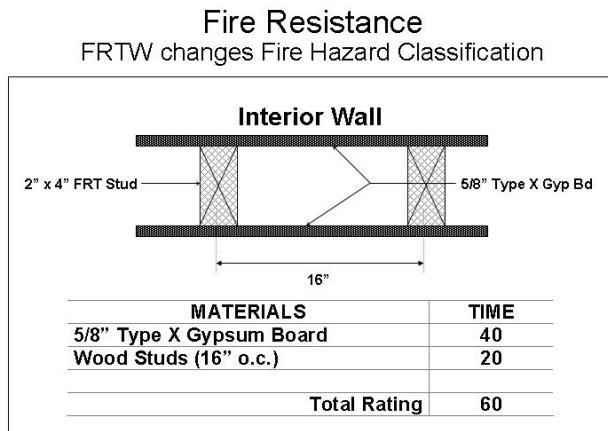 Fire Resistance
FRTW changes Fire Hazard Classification
Interior Wall
2" x 4" FRT Stud
5/8" Type X Gyp Bd
16"
MATERIALS TIME
5/8" Type X Gypsum Board 40
Wood Studs (16" o.c.) 20
Total Rating 60